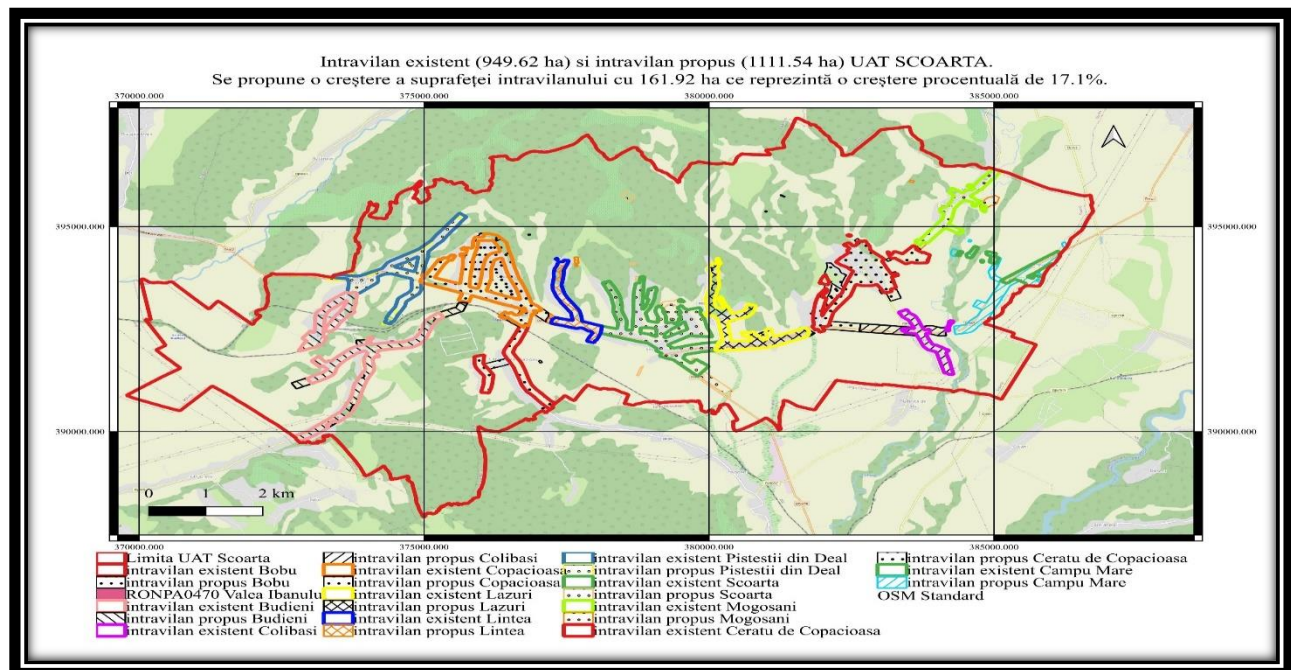 Intravilan existent (949.62 ha) si intravilan propus (1111.54 ha) UAT SCOARTA.
Se propune o creștere a suprafeței intravilanului cu 161.92 ha ce reprezintă o creștere procentuală de 17.1%.
370000.000 375000.000 380000.000 385000.000
395000.000 395000.000
390000.000 390000.000
0 1 2 km
370000.000 375000.000 380000.000 385000.000
Limita UAT Scoarta
intravilan existent Bobu
intravilan propus Bobu
RONPA0470 Valea Ibanului
intravilan existent Budieni
intravilan propus Budieni
intravilan existent Colibasi
intravilan propus Colibasi
intravilan existent Copacioasa
intravilan propus Copacioasa
intravilan existent Lazuri
intravilan propus Lazuri
intravilan existent Lintea
intravilan propus Lintea
intravilan existent Pistestii din Deal
intravilan propus Pistestii din Deal
intravilan existent Scoarta
intravilan propus Scoarta
intravilan existent Mogosani
intravilan propus Mogosani
intravilan existent Ceratu de Copacioasa
intravilan propus Ceratu de Copacioasa
intravilan existent Campu Mare
intravilan propus Campu Mare
OSM Standard